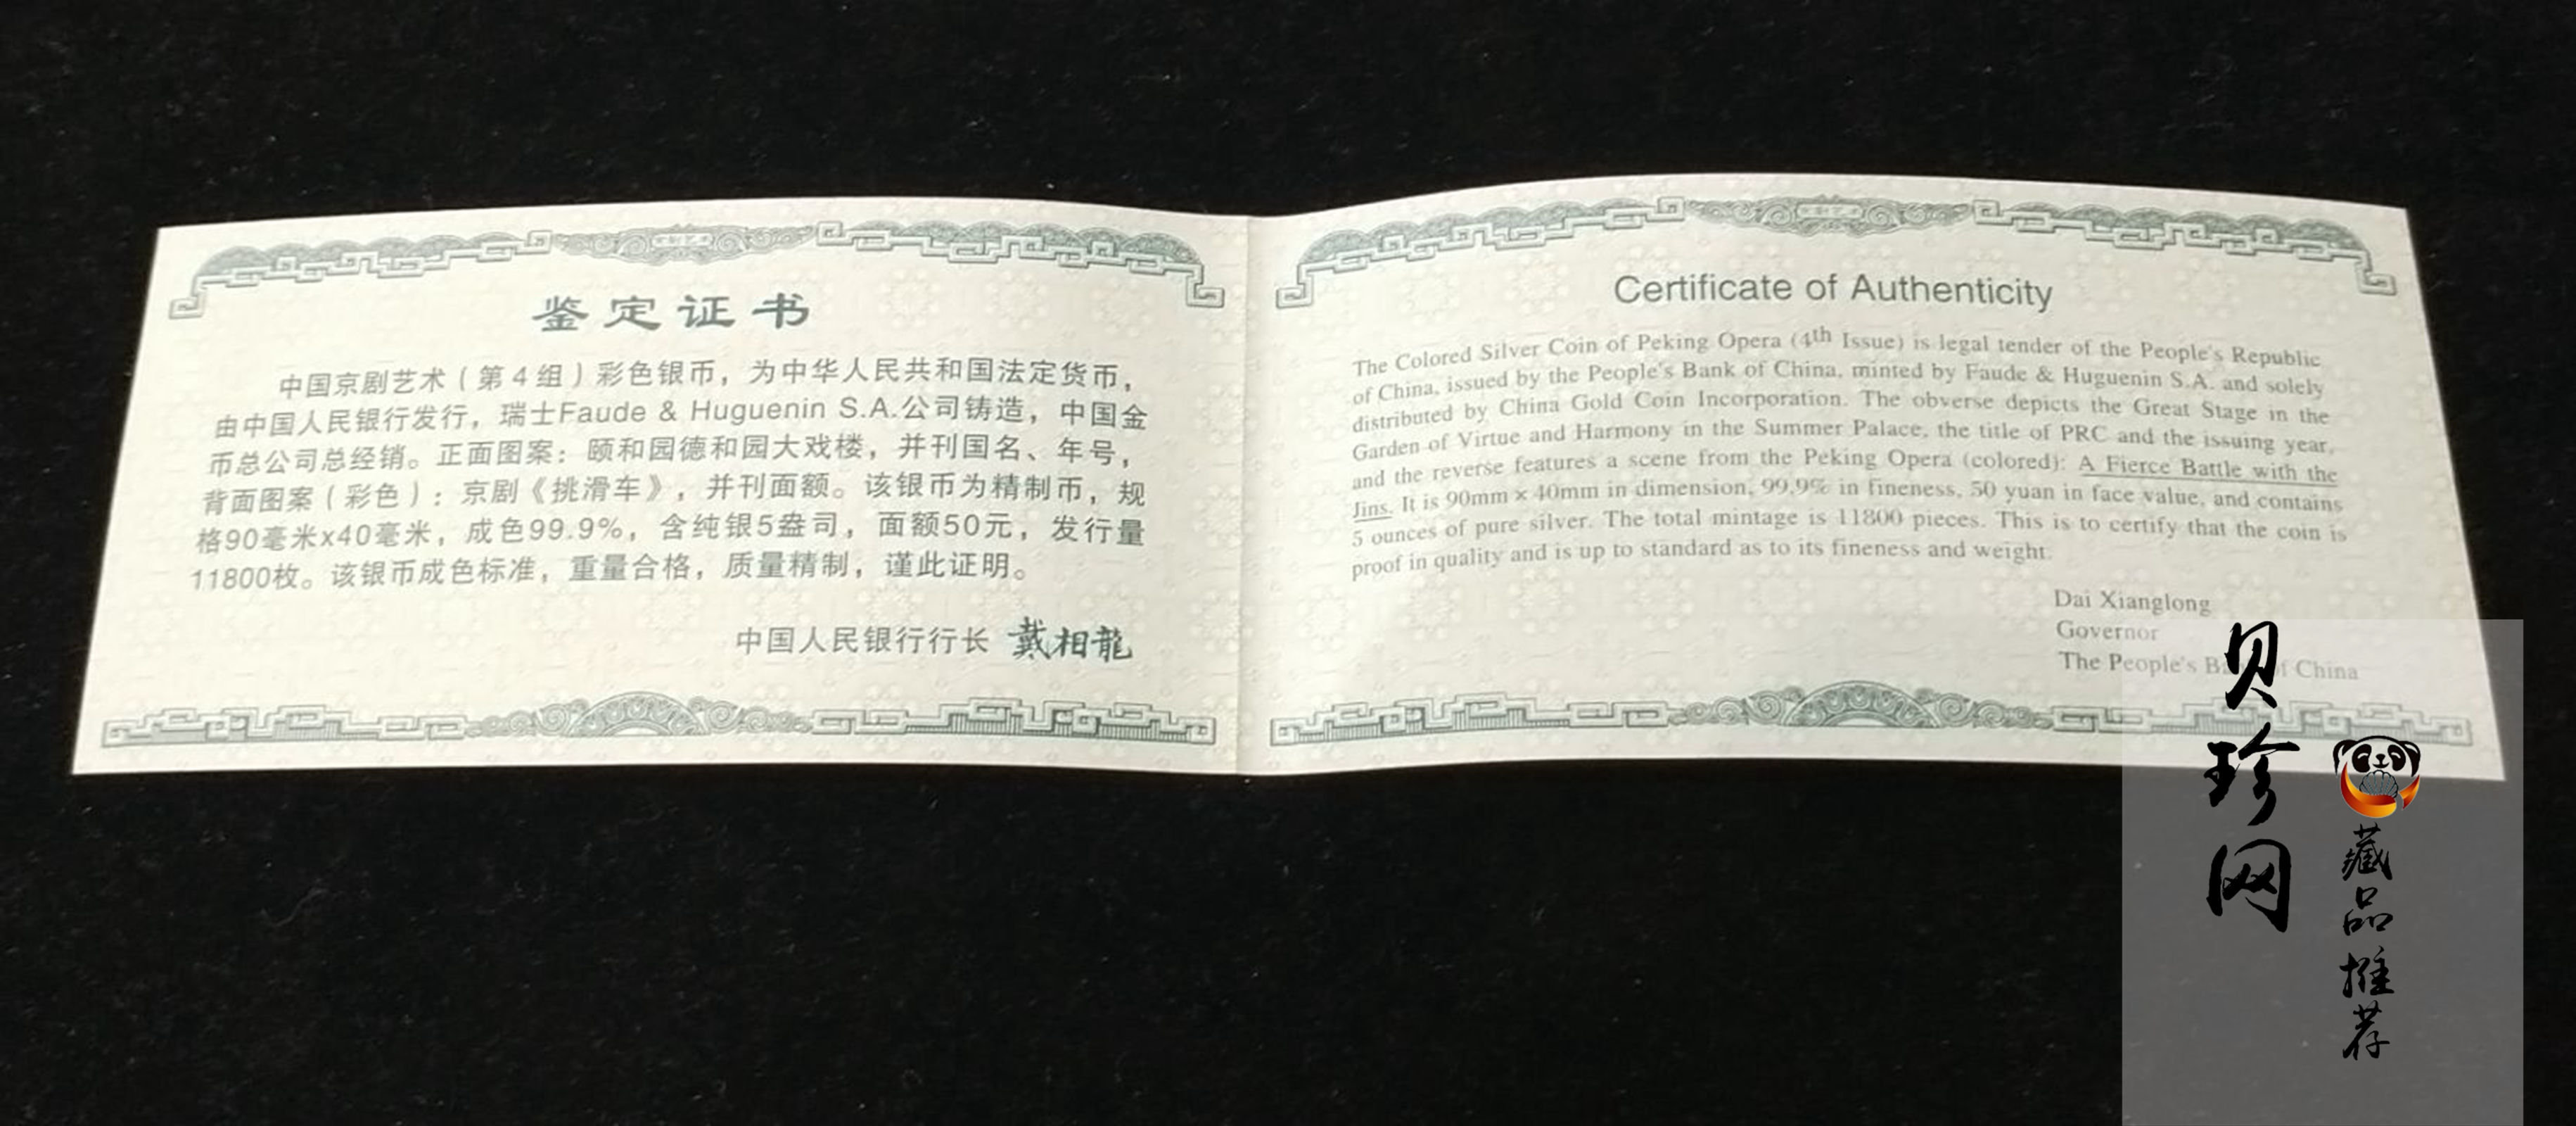 鉴定证书
中国京剧艺术（第4组）彩色银币，为中华人民共和国法定货币，
由中国人民银行发行，瑞士Faude & Huguenin S.A.公司铸造，中国金
币总公司总经销。正面图案：颐和园德和园大戏楼，并刊国名、年号，
背面图案（彩色）：京剧《挑滑车》，并刊面额。该银币为精制币，规
格90毫米x40毫米，成色99.9%，含纯银5盎司，面额50元，发行量
11800枚。该银币成色标准，重量合格，质量精制，谨此证明。
中国人民银行行长 戴相龍
Certificate of Authenticity
The Colored Silver Coin of Peking Opera (4th Issue) is legal tender of the People's Republic
of China, issued by the People's Bank of China, minted by Faude & Huguenin S.A. and solely
distributed by China Gold Coin Incorporation. The obverse depicts the Great Stage in the
Garden of Virtue and Harmony in the Summer Palace, the title of PRC and the issuing year,
and the reverse features a scene from the Peking Opera (colored): A Fierce Battle with the
Jins. It is 90mm × 40mm in dimension, 99.9% in fineness, 50 yuan in face value, and contains
5 ounces of pure silver. The total mintage is 11800 pieces. This is to certify that the coin is
proof in quality and is up to standard as to its fineness and weight.
Dai Xianglong
Governor
The People's Bank of China
贝珍网
藏品推荐